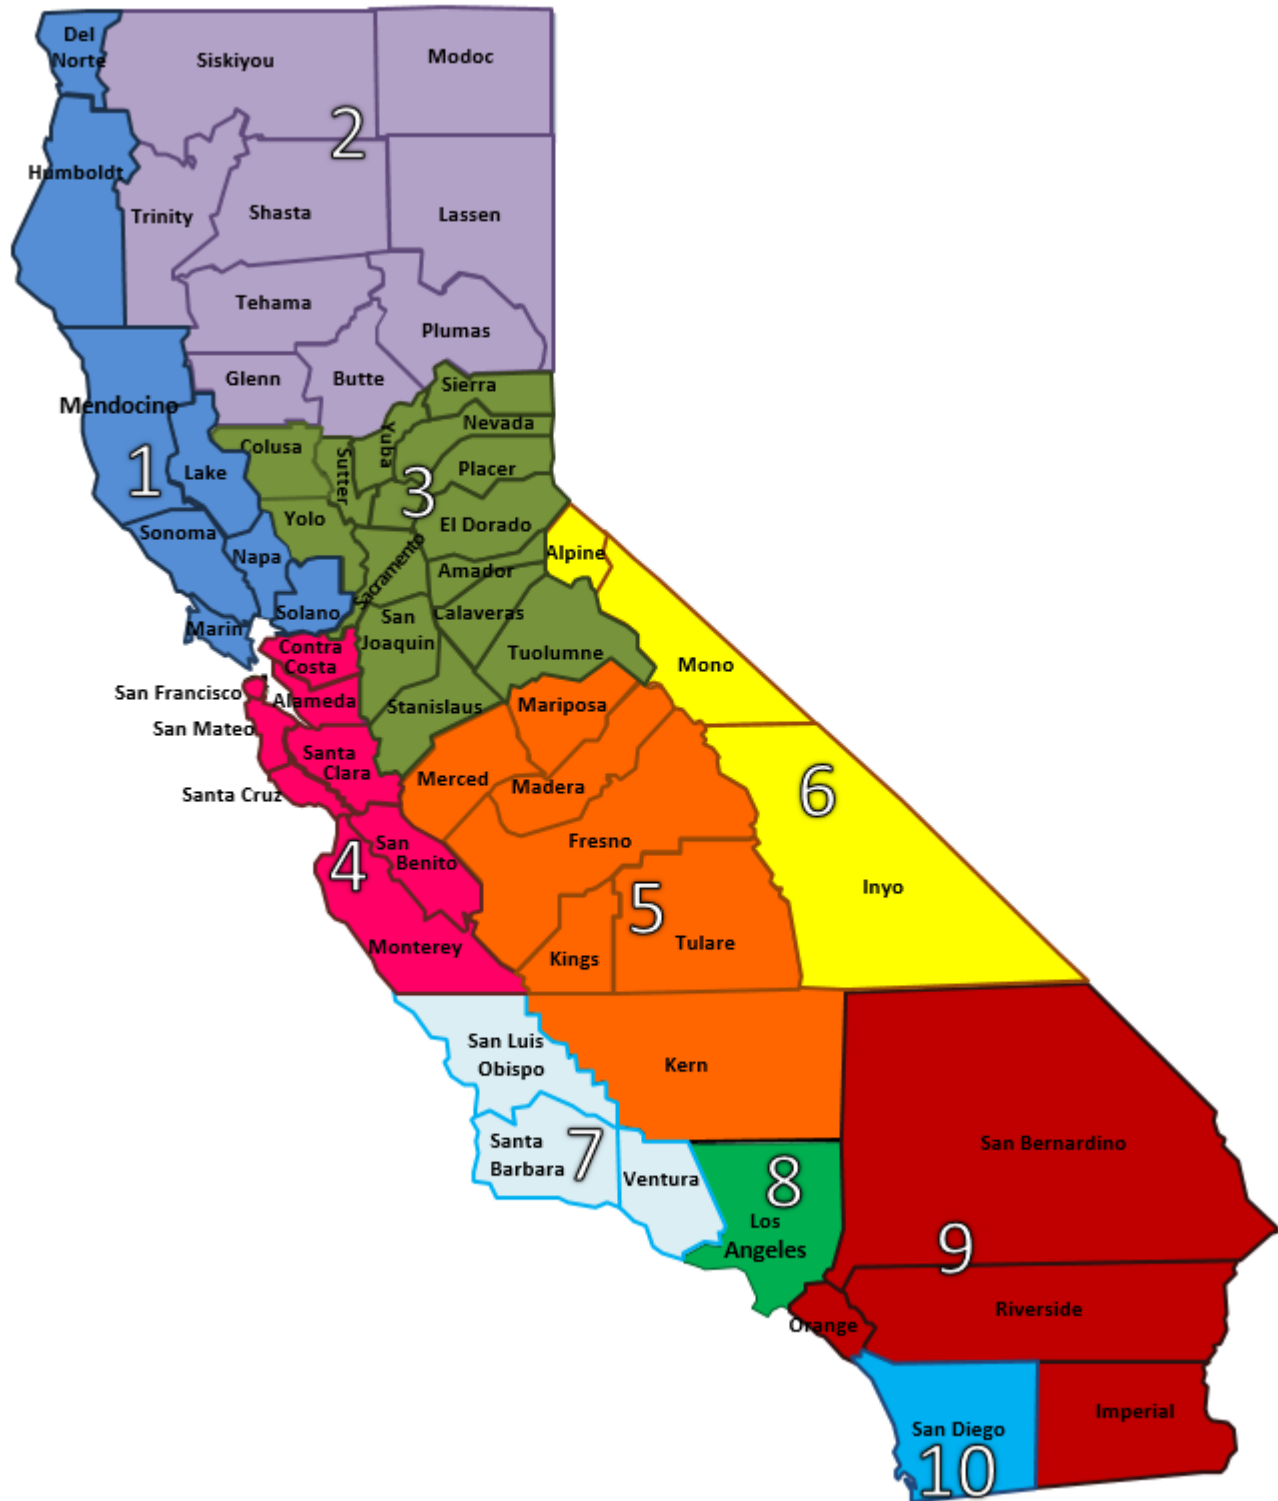 Del
Norte
Siskiyou
Modoc
2
Humboldt
Trinity
Shasta
Lassen
Tehama
Plumas
Glenn
Butte
Sierra
Mendocino
Nevada
Colusa
Yuba
Sutter
1
Lake
Placer
3
Yolo
El Dorado
Sonoma
Napa
Sacramento
Alpine
Amador
Solano
San
Joaquin
Calaveras
Marin
Contra
Costa
Tuolumne
Mono
San Francisco
Alameda
Stanislaus
Mariposa
San Mateo
Santa
Clara
Merced
Madera
6
Santa Cruz
Fresno
San
Benito
4
Inyo
5
Monterey
Kings
Tulare
San Luis
Obispo
Kern
Santa
Barbara
7
Ventura
8
San Bernardino
Los
Angeles
9
Riverside
Orange
Imperial
San Diego
10